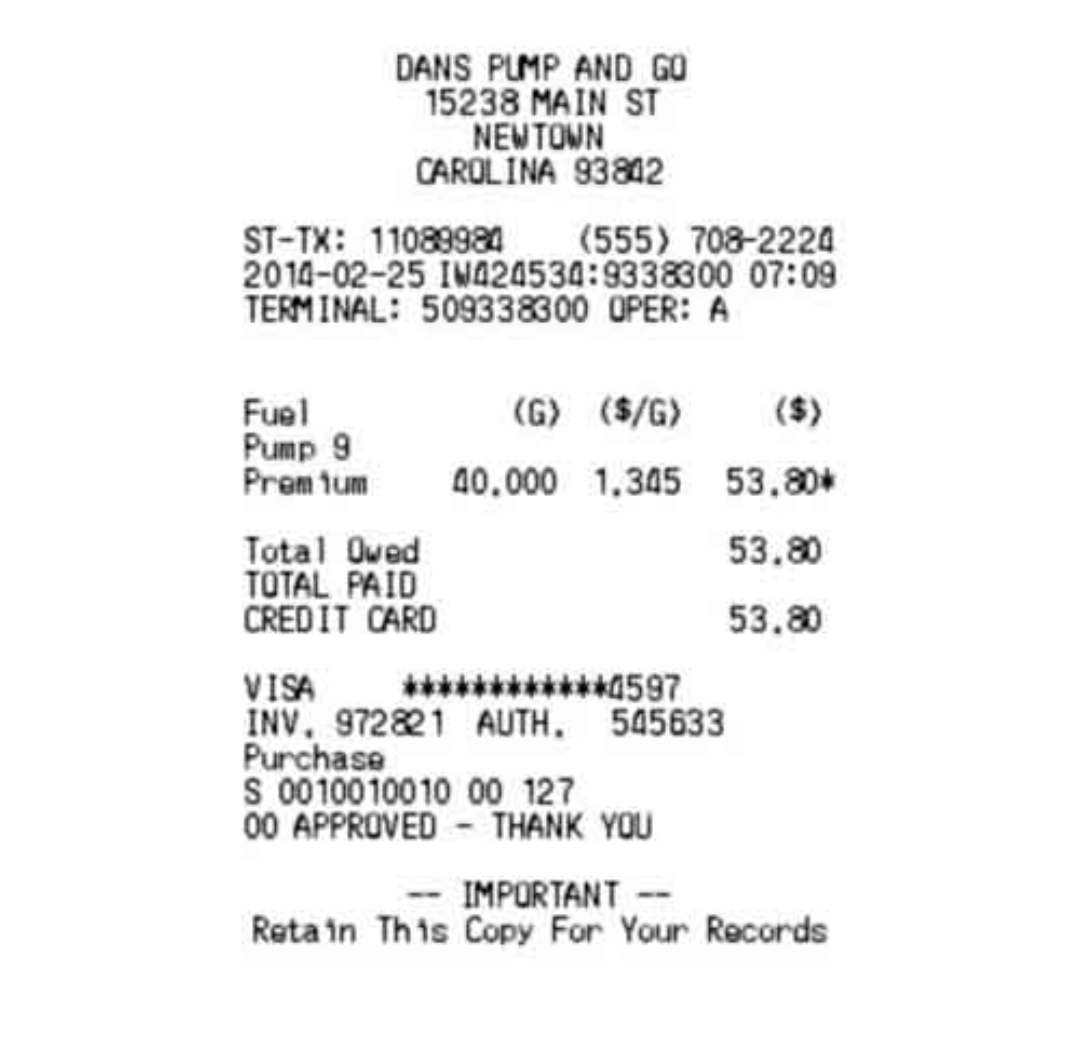 DANS PUMP AND GO
15238 MAIN ST
NEWTOWN
CAROLINA 93842
ST-TX: 11089984 (555) 708-2224
2014-02-25 IW424534:9338300 07:09
TERMINAL: 509338300 OPER: A
Fuel (G) ($/G) ($)
Pump 9
Premium 40.000 1.345 53.80*
Total Owed 53.80
TOTAL PAID
CREDIT CARD 53.80
VISA ************4597
INV. 972821 AUTH. 545633
Purchase
S 0010010010 00 127
00 APPROVED - THANK YOU
-- IMPORTANT --
Retain This Copy For Your Records